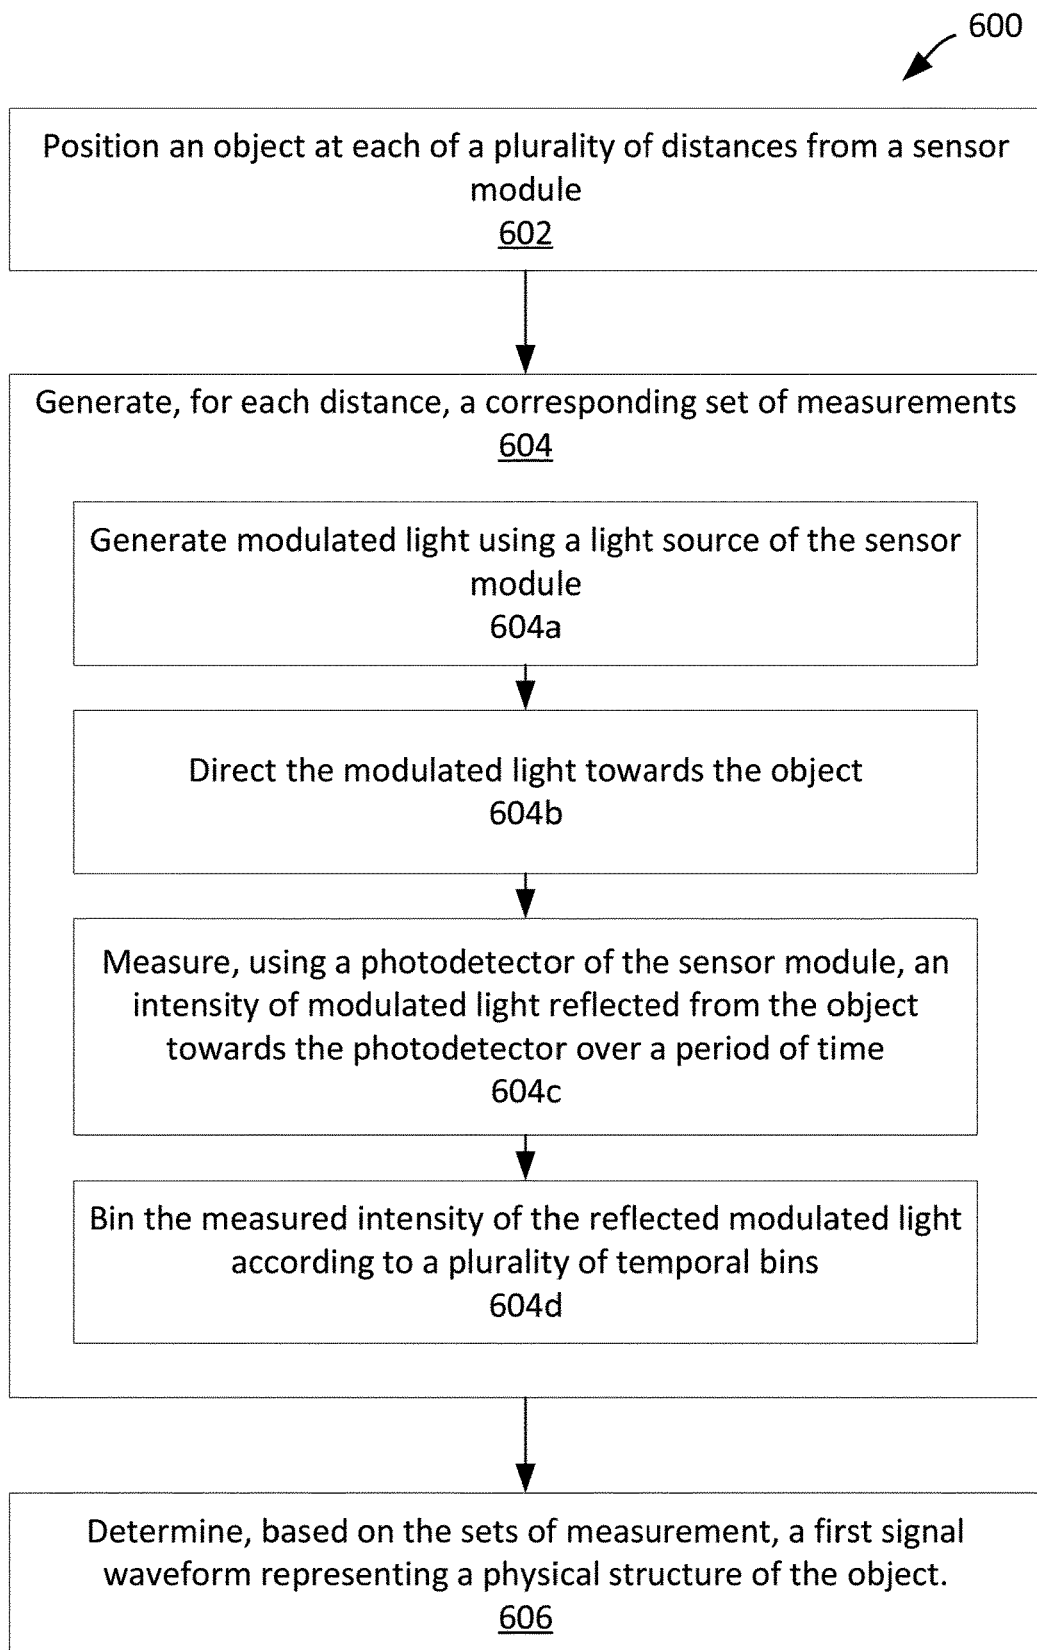 600
Position an object at each of a plurality of distances from a sensor
module
602
Generate, for each distance, a corresponding set of measurements
604
Generate modulated light using a light source of the sensor
module
604a
Direct the modulated light towards the object
604b
Measure, using a photodetector of the sensor module, an
intensity of modulated light reflected from the object
towards the photodetector over a period of time
604c
Bin the measured intensity of the reflected modulated light
according to a plurality of temporal bins
604d
Determine, based on the sets of measurement, a first signal
waveform representing a physical structure of the object.
606